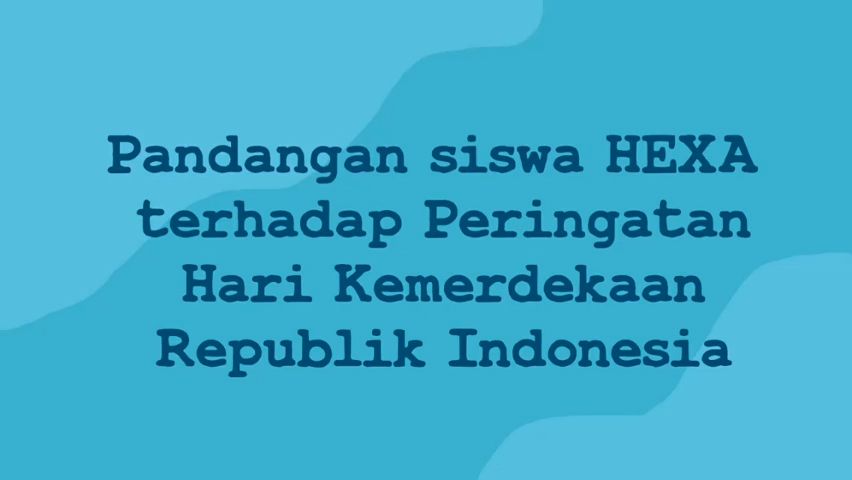 Pandangan siswa HEXA
terhadap Peringatan
Hari Kemerdekaan
Republik Indonesia